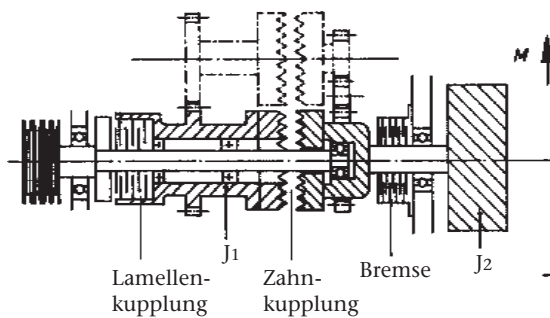 M
J1
Lamellen-
kupplung
Zahn-
kupplung
Bremse
J2